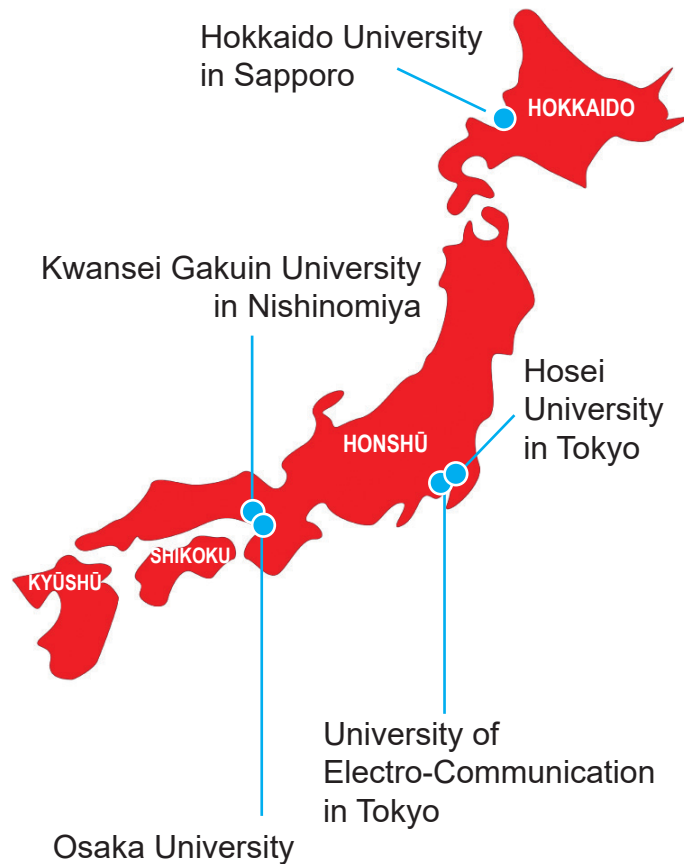 Hokkaido University
in Sapporo
HOKKAIDO
Kwansei Gakuin University
in Nishinomiya
Hosei
University
in Tokyo
HONSHŪ
SHIKOKU
KYŪSHŪ
University of
Electro-Communication
in Tokyo
Osaka University